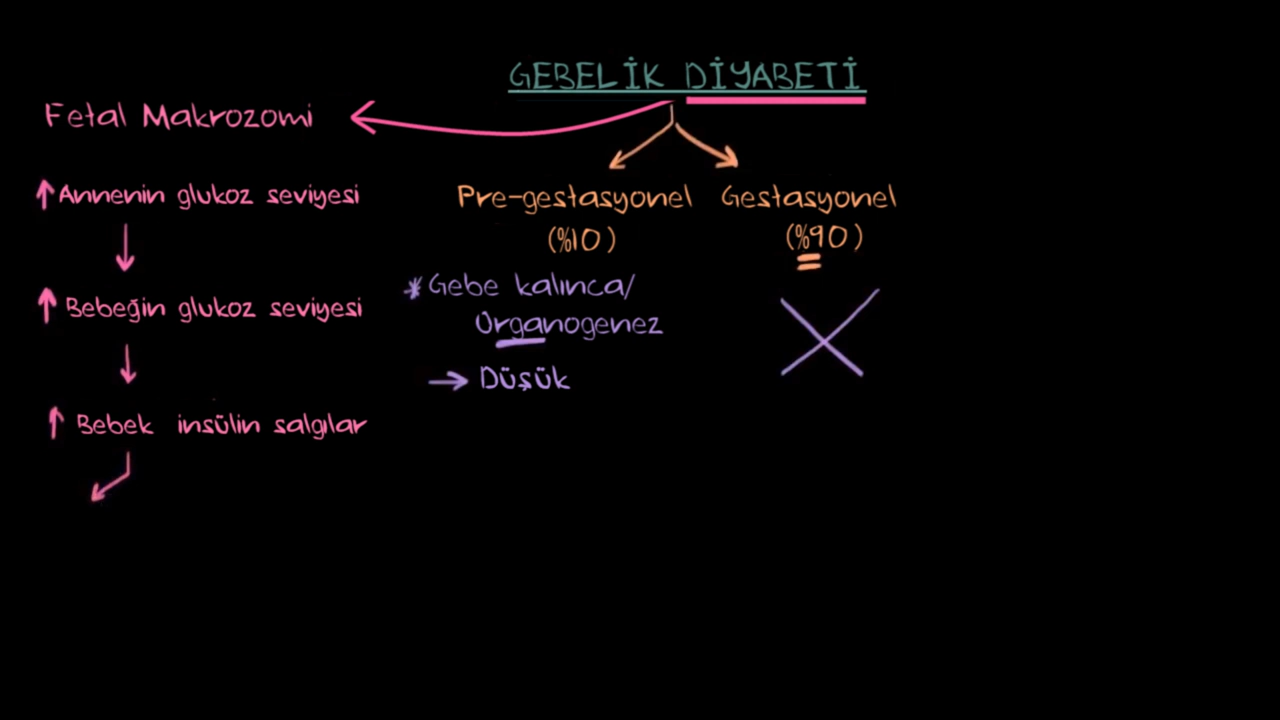 GEBELİK DİYABETİ
Fetal Makrozomi
↑ Annenin glukoz seviyesi
↑ Bebeğin glukoz seviyesi
↑ Bebek insülin salgılar
Pre-gestasyonel
(%10)
* Gebe kalınca/
Organogenez
→ Düşük
Gestasyonel
(%90)